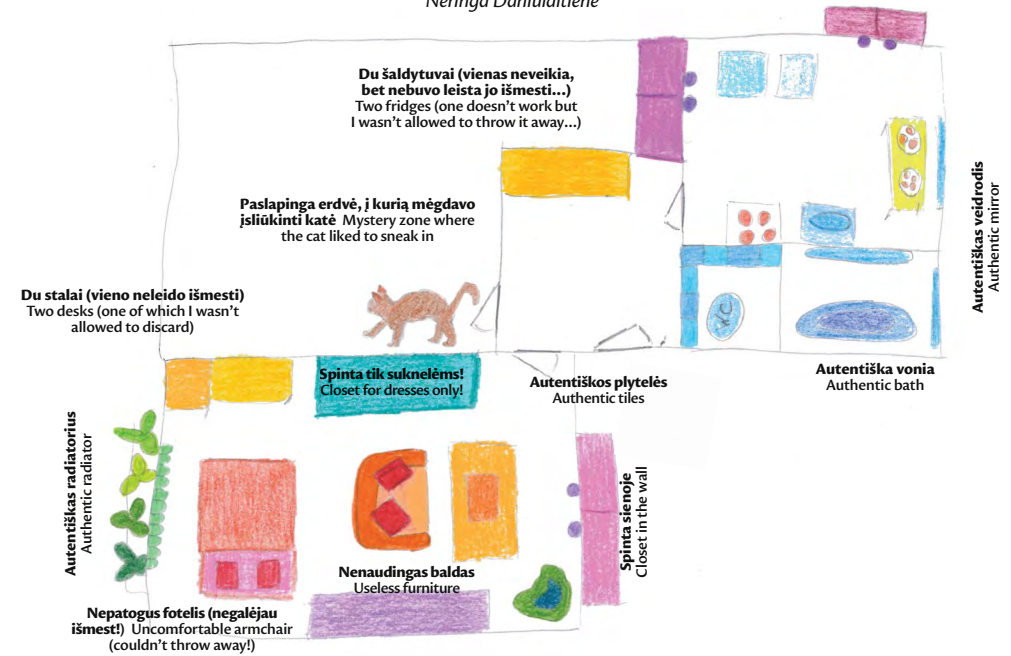 Neringa Daniulaitienė
Du šaldytuvai (vienas neveikia,
bet nebuvo leista jo išmesti...)
Two fridges (one doesn't work but
I wasn't allowed to throw it away...)
Paslapinga erdvė, į kurią mėgdavo
įsliūkinti katė Mystery zone where
the cat liked to sneak in
Autentiškas veidrodis
Authentic mirror
Du stalai (vieno neleido išmesti)
Two desks (one of which I wasn't
allowed to discard)
WC
Spinta tik suknelėms!
Closet for dresses only!
Autentiškos plytelės
Authentic tiles
Autentiška vonia
Authentic bath
Autentiškas radiatorius
Authentic radiator
Spinta sienoje
Closet in the wall
Nenaudingas baldas
Useless furniture
Nepatogus fotelis (negalėjau
išmest!) Uncomfortable armchair
(couldn't throw away!)